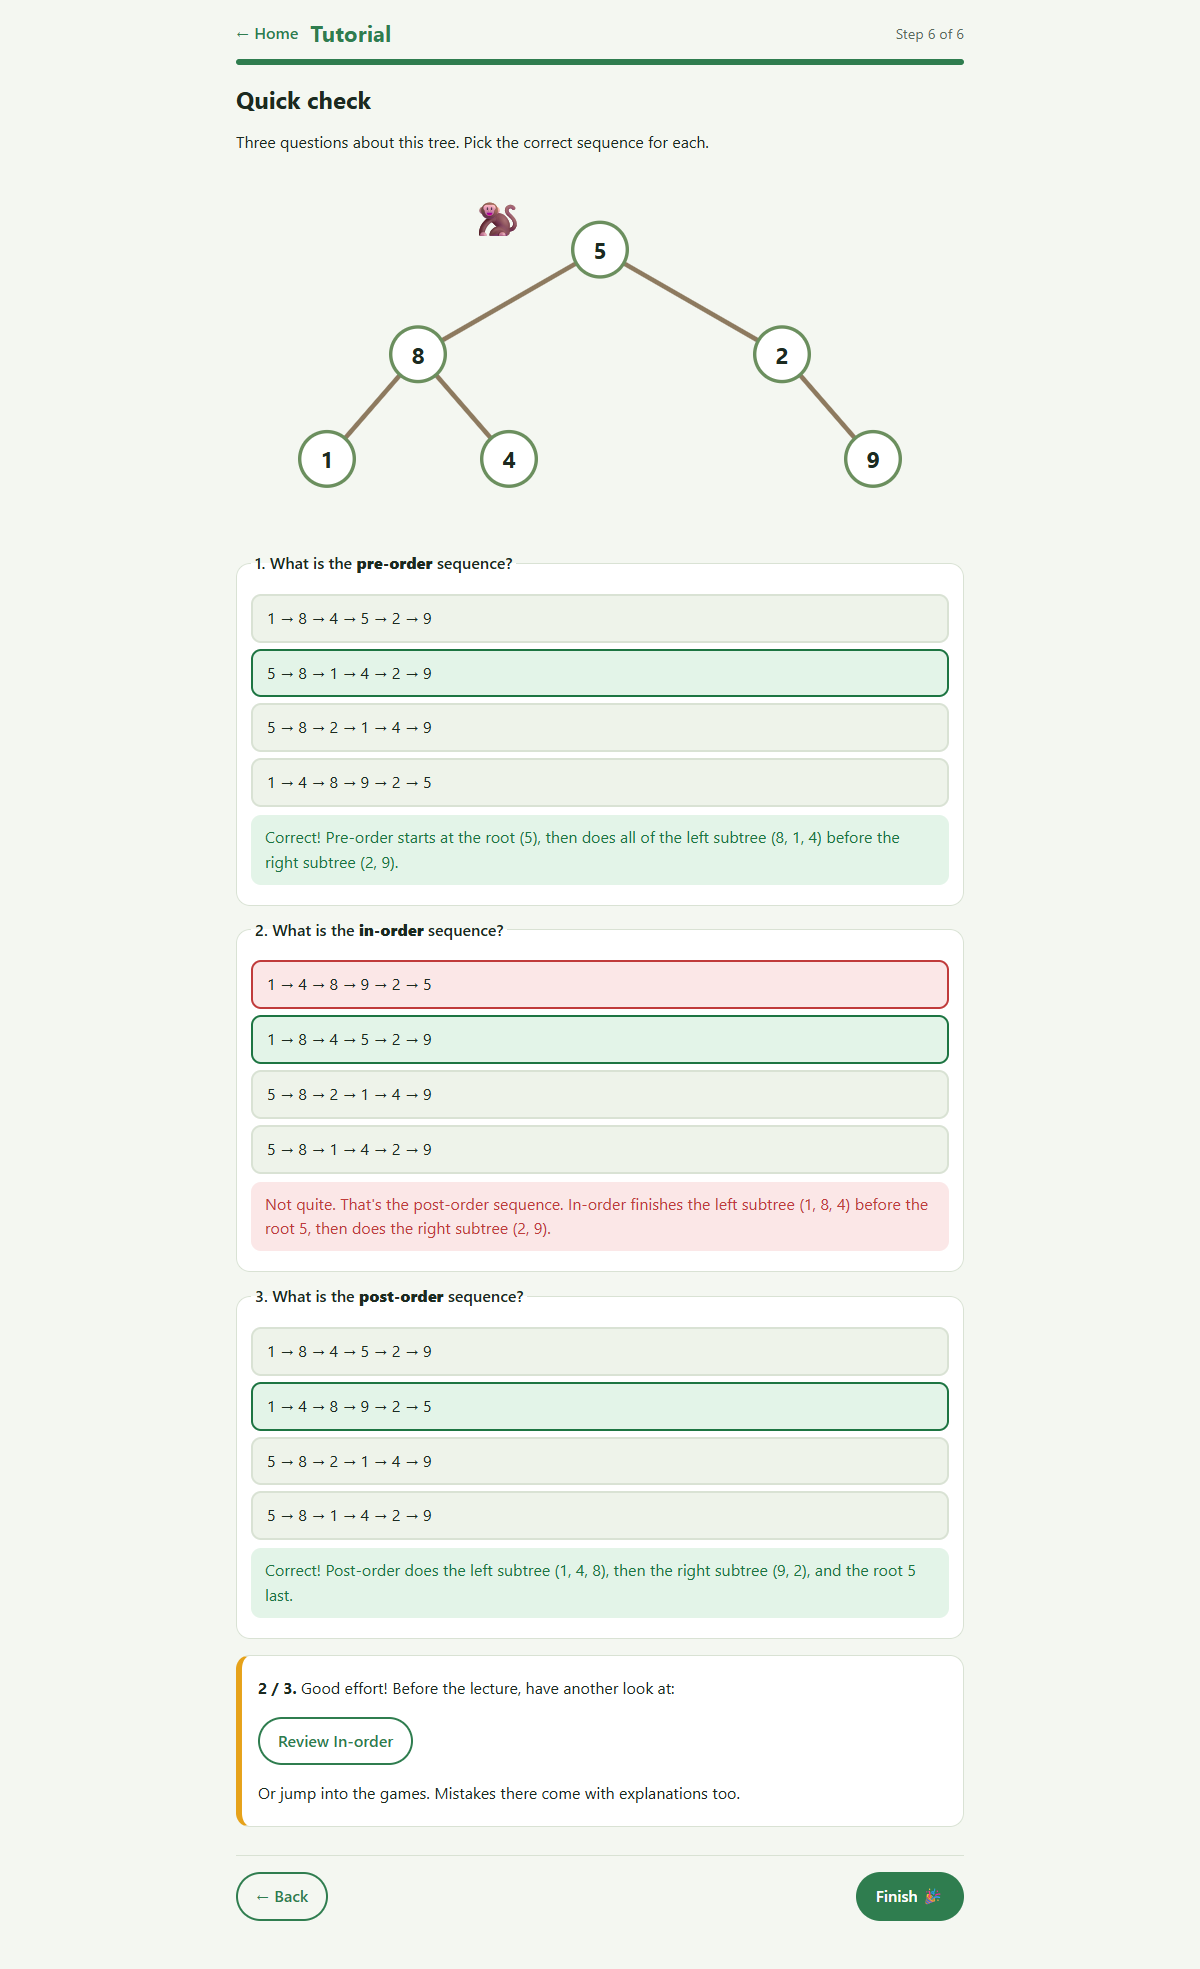 ← Home Tutorial
Step 6 of 6
Quick check
Three questions about this tree. Pick the correct sequence for each.
5
8
2
1
4
9
1. What is the pre-order sequence?
1 → 8 → 4 → 5 → 2 → 9
5 → 8 → 1 → 4 → 2 → 9
5 → 8 → 2 → 1 → 4 → 9
1 → 4 → 8 → 9 → 2 → 5
Correct! Pre-order starts at the root (5), then does all of the left subtree (8, 1, 4) before the
right subtree (2, 9).
2. What is the in-order sequence?
1 → 4 → 8 → 9 → 2 → 5
1 → 8 → 4 → 5 → 2 → 9
5 → 8 → 2 → 1 → 4 → 9
5 → 8 → 1 → 4 → 2 → 9
Not quite. That's the post-order sequence. In-order finishes the left subtree (1, 8, 4) before the
root 5, then does the right subtree (2, 9).
3. What is the post-order sequence?
1 → 8 → 4 → 5 → 2 → 9
1 → 4 → 8 → 9 → 2 → 5
5 → 8 → 2 → 1 → 4 → 9
5 → 8 → 1 → 4 → 2 → 9
Correct! Post-order does the left subtree (1, 4, 8), then the right subtree (9, 2), and the root 5
last.
2 / 3. Good effort! Before the lecture, have another look at:
Review In-order
Or jump into the games. Mistakes there come with explanations too.
← Back
Finish 🎉